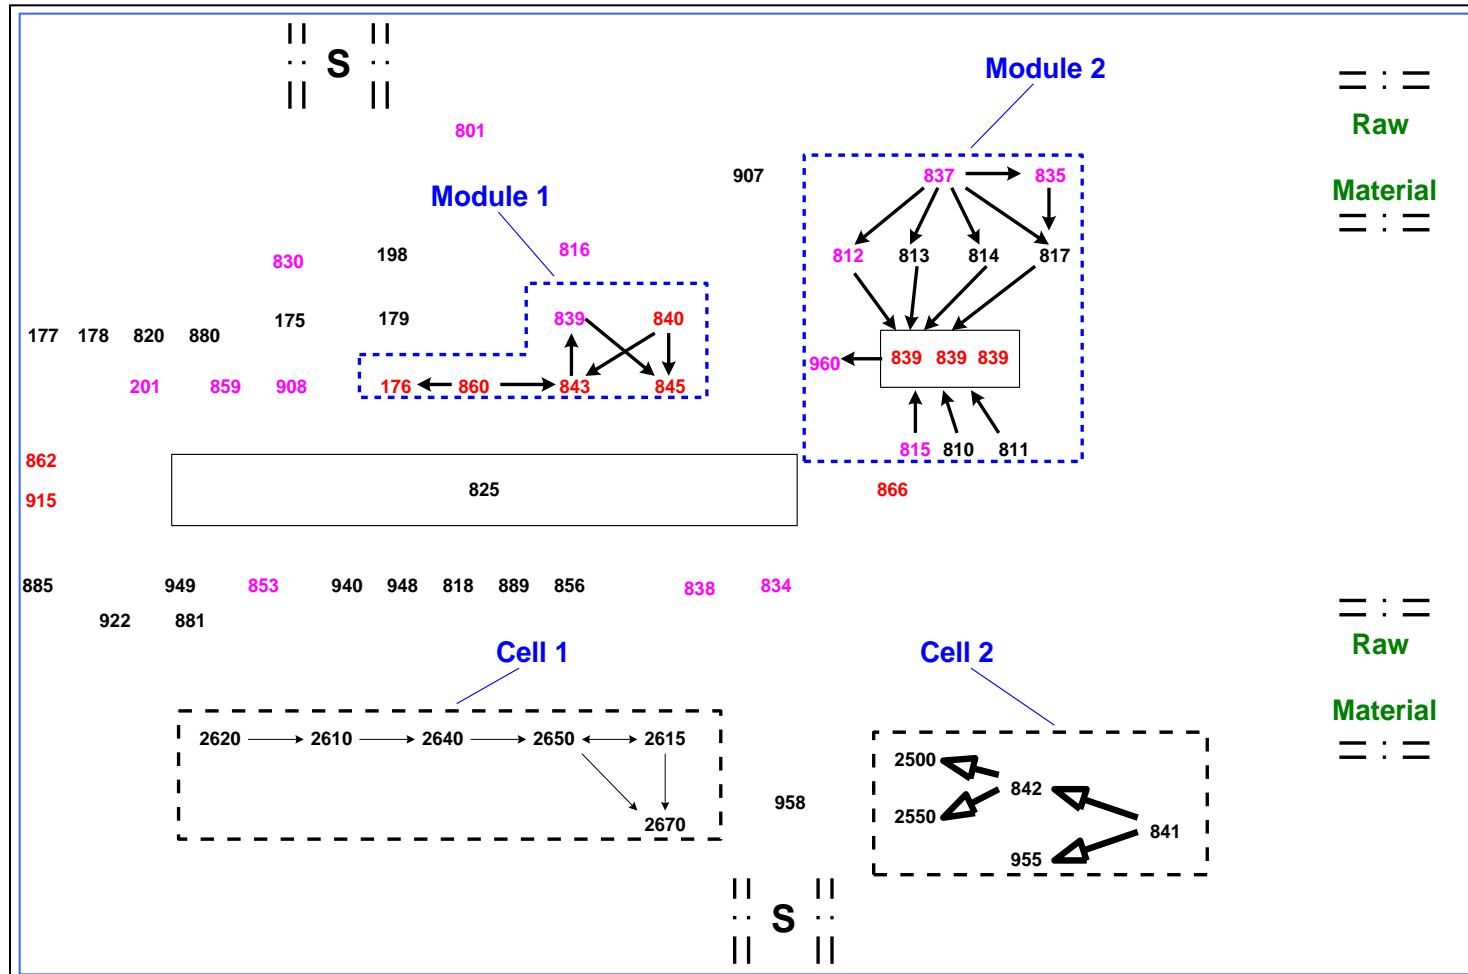 S
Module 2
801
Raw
907
837 835
Material
Module 1
830 198 816
812 813 814 817
177 178 820 880 175 179 839 840
960 839 839 839
201 859 908 176 860 843 845
815 810 811
862
825 866
915
885 949 853 940 948 818 889 856 838 834
922 881
Raw
Cell 1 Cell 2
Material
2620 2610 2640 2650 2615
2500
842
958 2550
2670 841
955
S